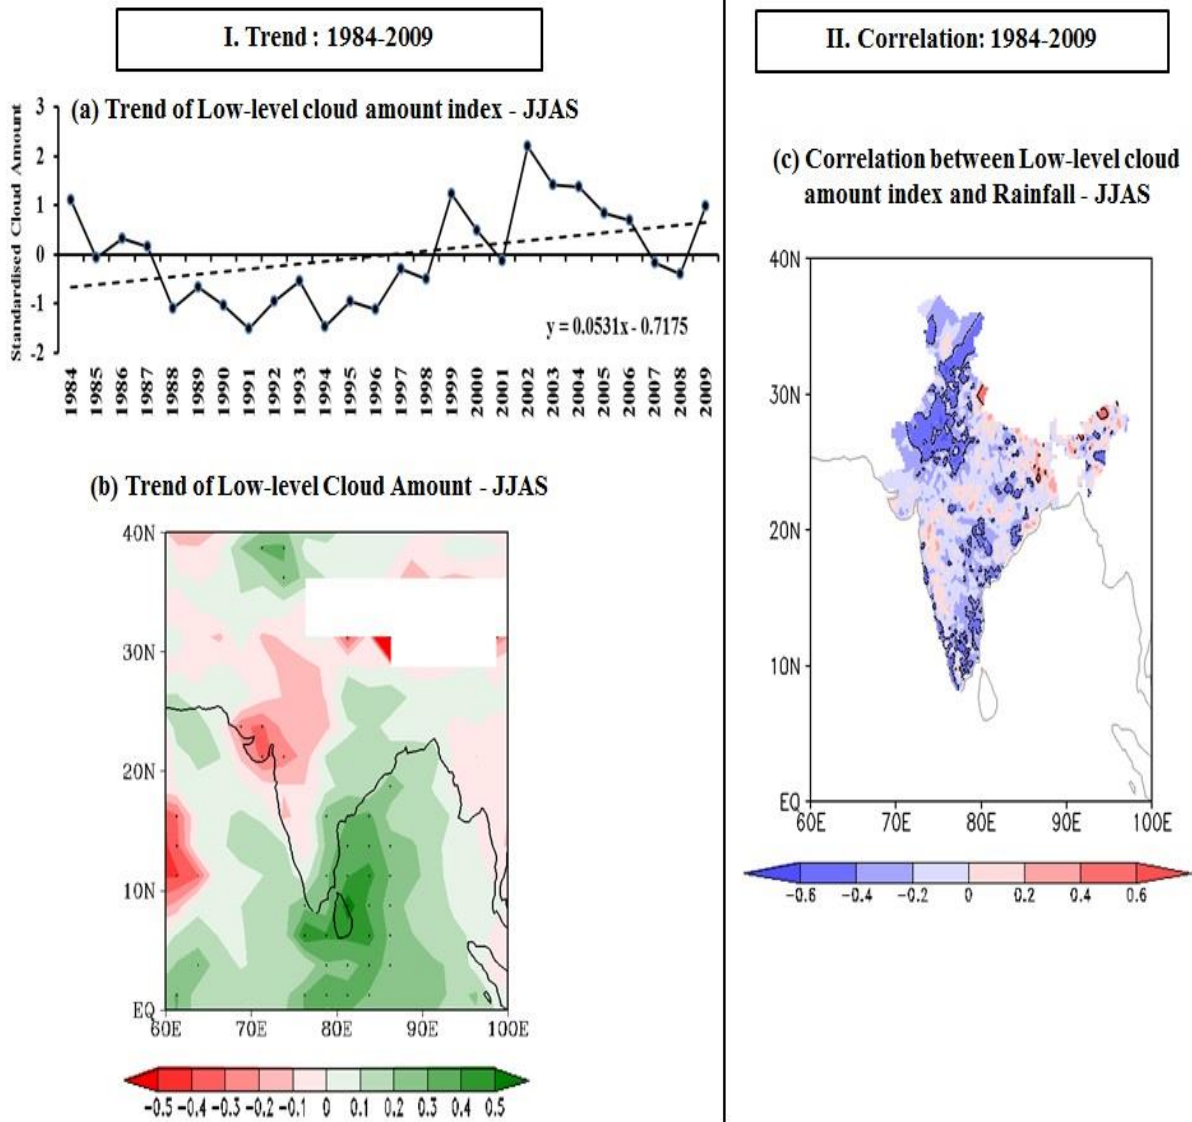 I. Trend : 1984-2009
(a) Trend of Low-level cloud amount index - JJAS
Standardised Cloud Amount
3
2
1
0
-1
-2
y = 0.0531x - 0.7175
1984 1985 1986 1987 1988 1989 1990 1991 1992 1993 1994 1995 1996 1997 1998 1999 2000 2001 2002 2003 2004 2005 2006 2007 2008 2009
(b) Trend of Low-level Cloud Amount - JJAS
40N
30N
20N
10N
EQ
60E 70E 80E 90E 100E
-0.5 -0.4 -0.3 -0.2 -0.1 0 0.1 0.2 0.3 0.4 0.5
II. Correlation: 1984-2009
(c) Correlation between Low-level cloud
amount index and Rainfall - JJAS
40N
30N
20N
10N
EQ
60E 70E 80E 90E 100E
-0.6 -0.4 -0.2 0 0.2 0.4 0.6